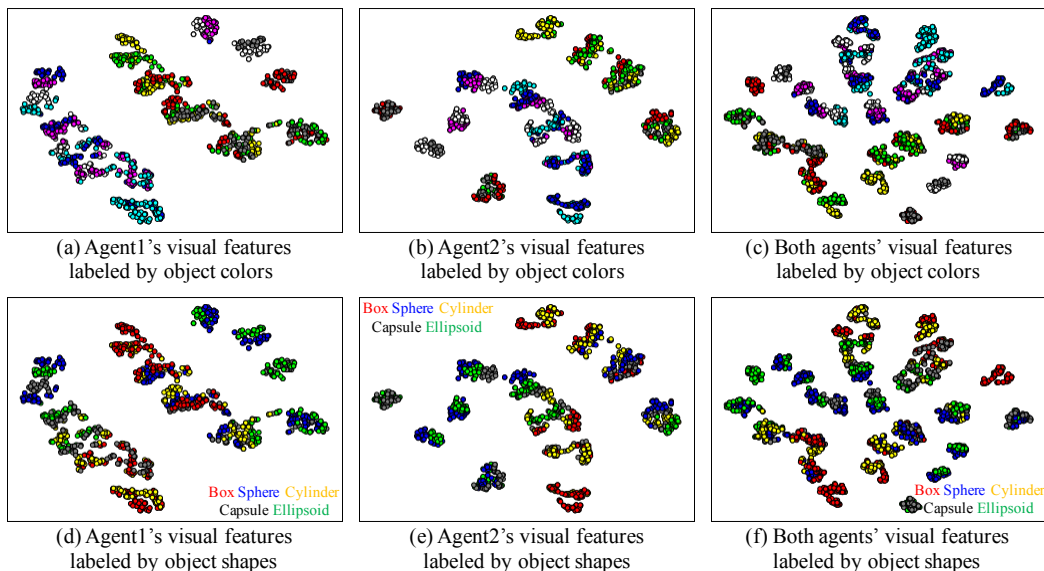 (a) Agent1's visual features
labeled by object colors
(b) Agent2's visual features
labeled by object colors
(c) Both agents' visual features
labeled by object colors
Box Sphere Cylinder
Capsule Ellipsoid
(d) Agent1's visual features
labeled by object shapes
Box Sphere Cylinder
Capsule Ellipsoid
(e) Agent2's visual features
labeled by object shapes
Box Sphere Cylinder
Capsule Ellipsoid
(f) Both agents' visual features
labeled by object shapes